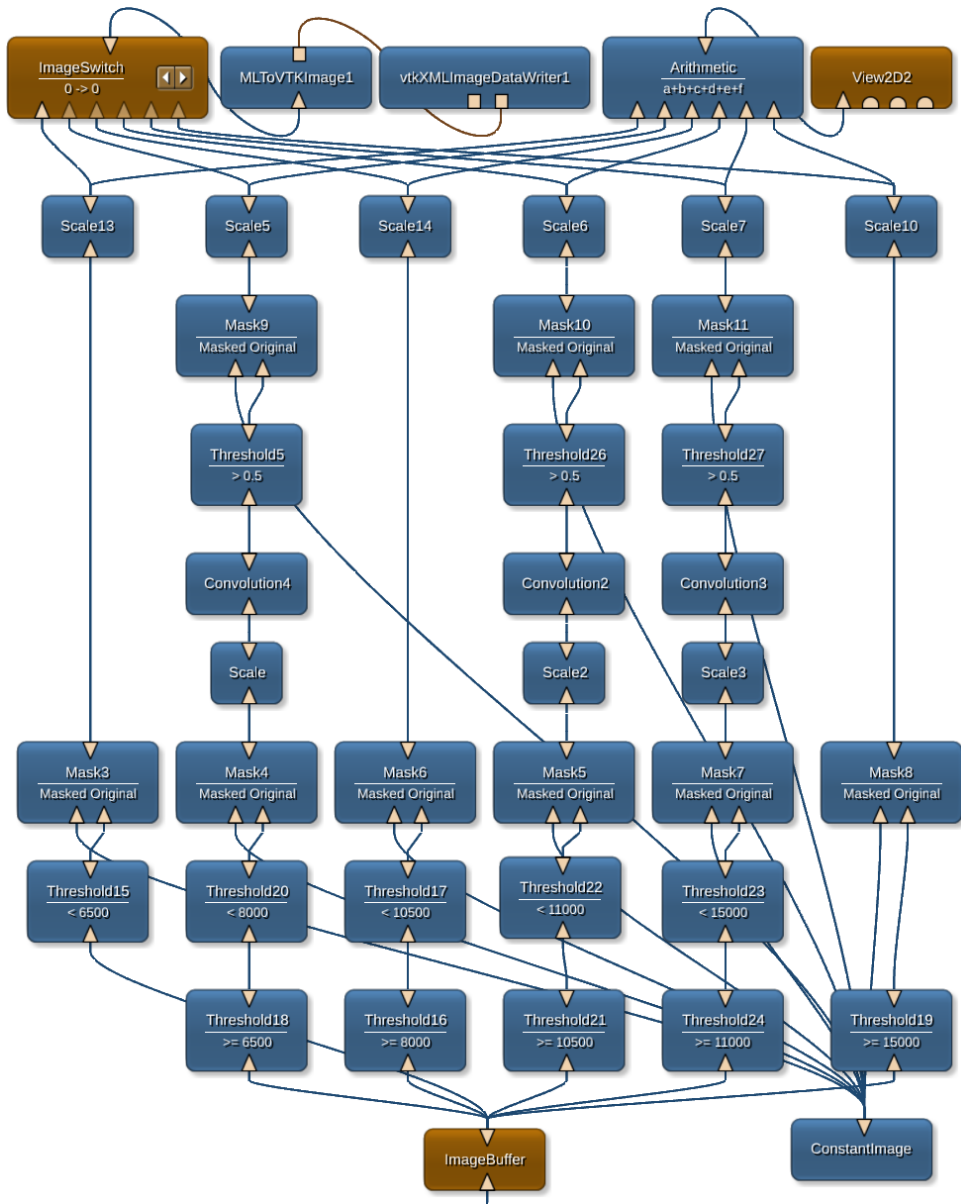 ImageSwitch
0 -> 0
MLToVTKImage1
vtkXMLImageDataWriter1
Arithmetic
a+b+c+d+e+f
View2D2
Scale13
Scale5
Scale14
Scale6
Scale7
Scale10
Mask9
Masked Original
Mask10
Masked Original
Mask11
Masked Original
Threshold5
> 0.5
Threshold26
> 0.5
Threshold27
> 0.5
Convolution4
Convolution2
Convolution3
Scale
Scale2
Scale3
Mask3
Masked Original
Mask4
Masked Original
Mask6
Masked Original
Mask5
Masked Original
Mask7
Masked Original
Mask8
Masked Original
Threshold15
< 6500
Threshold20
< 8000
Threshold17
< 10500
Threshold22
< 11000
Threshold23
< 15000
Threshold18
>= 6500
Threshold16
>= 8000
Threshold21
>= 10500
Threshold24
>= 11000
Threshold19
>= 15000
ImageBuffer
ConstantImage